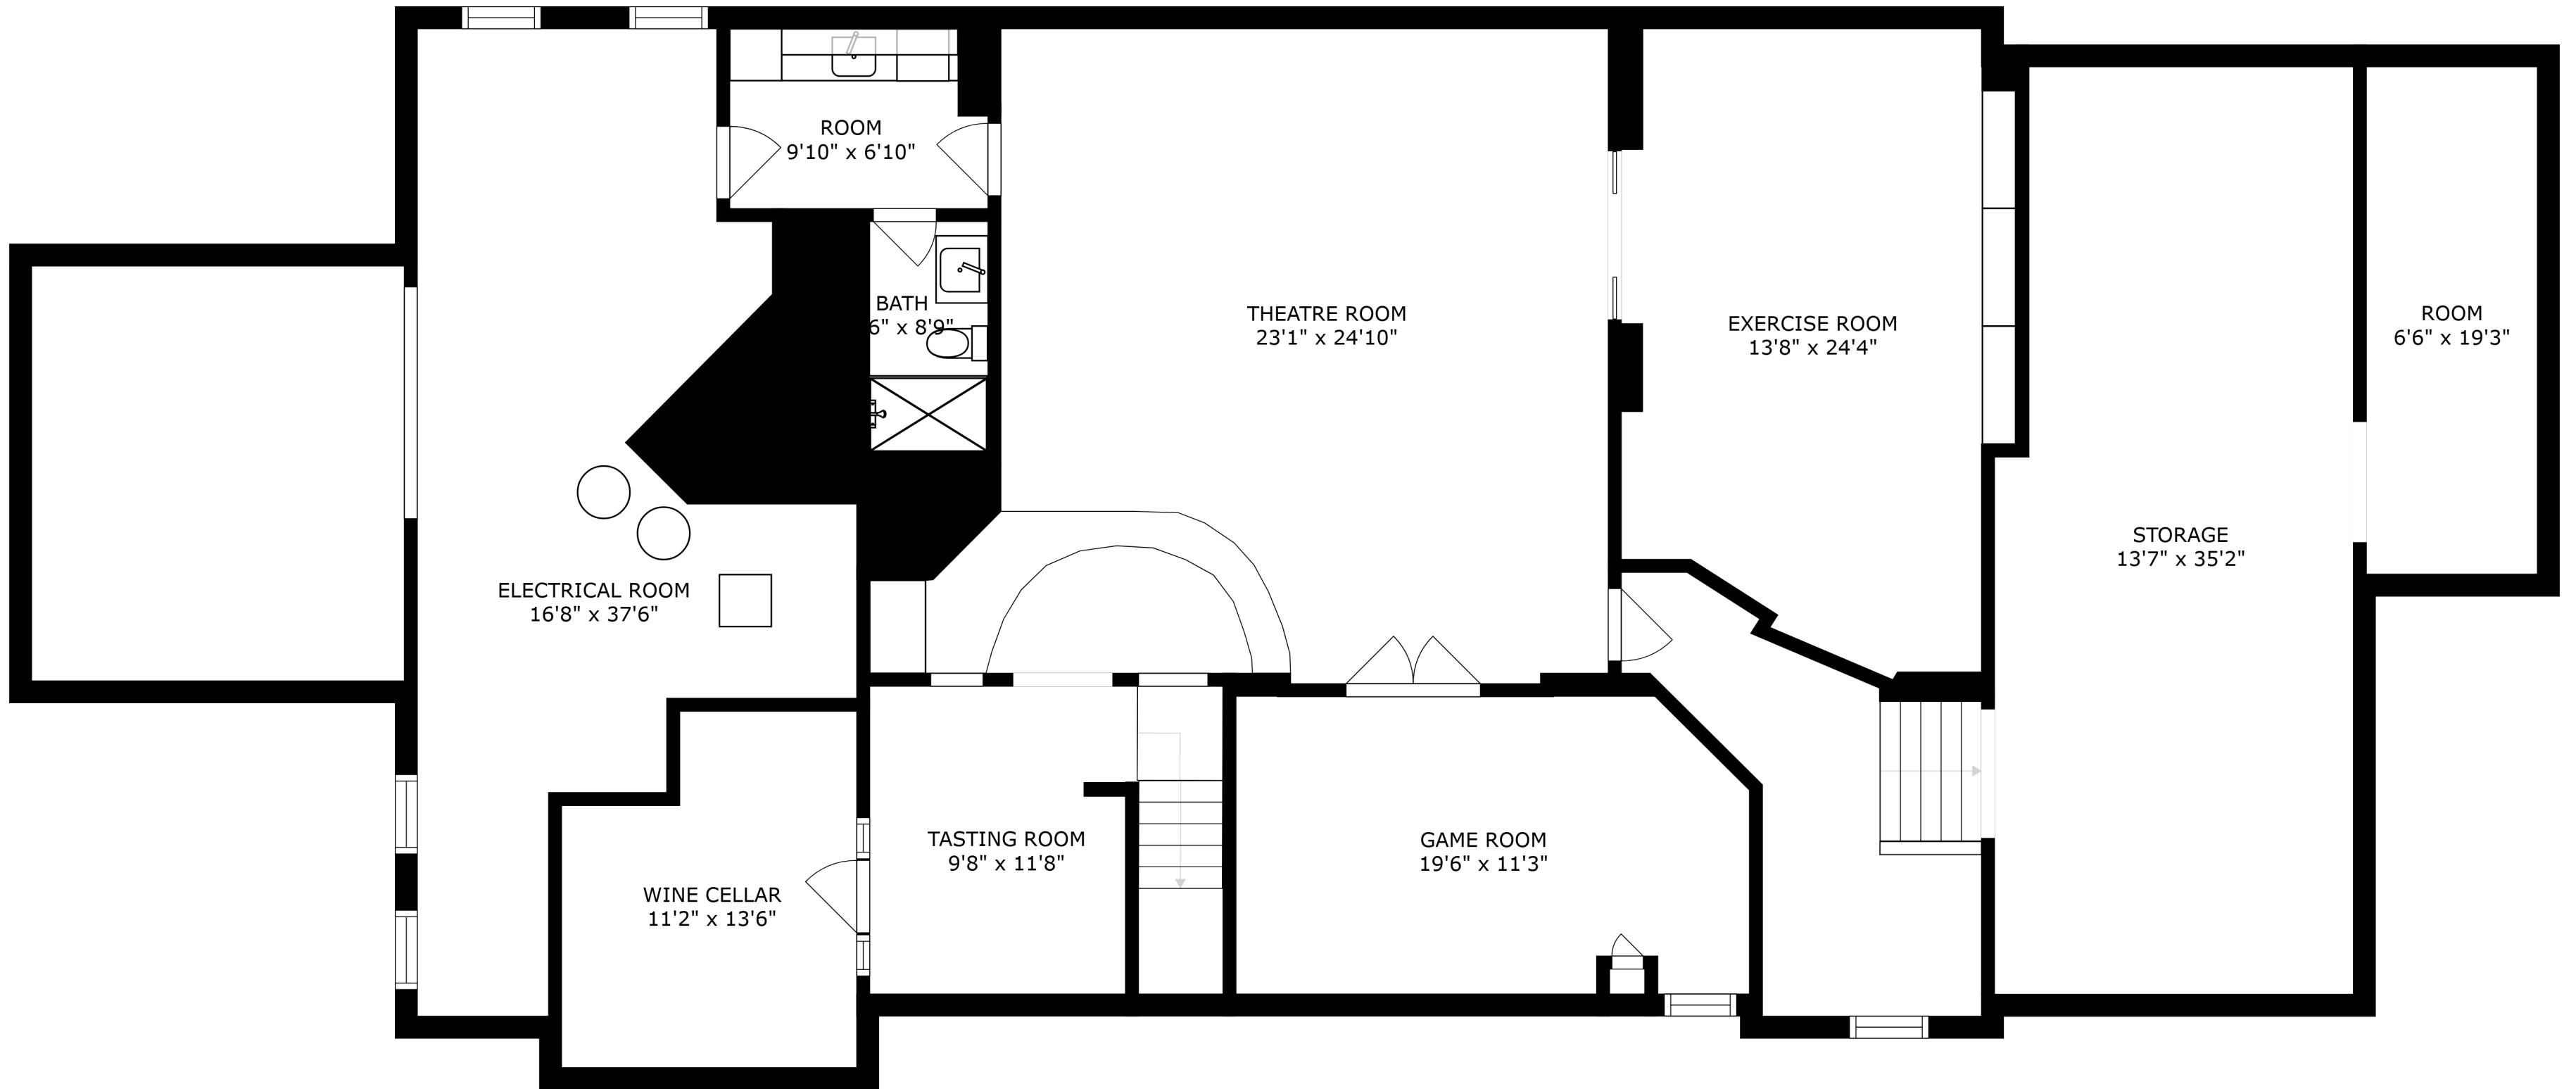 ROOM
9'10" x 6'10"
BATH
6" x 8'9"
THEATRE ROOM
23'1" x 24'10"
EXERCISE ROOM
13'8" x 24'4"
ROOM
6'6" x 19'3"
STORAGE
13'7" x 35'2"
ELECTRICAL ROOM
16'8" x 37'6"
TASTING ROOM
9'8" x 11'8"
GAME ROOM
19'6" x 11'3"
WINE CELLAR
11'2" x 13'6"